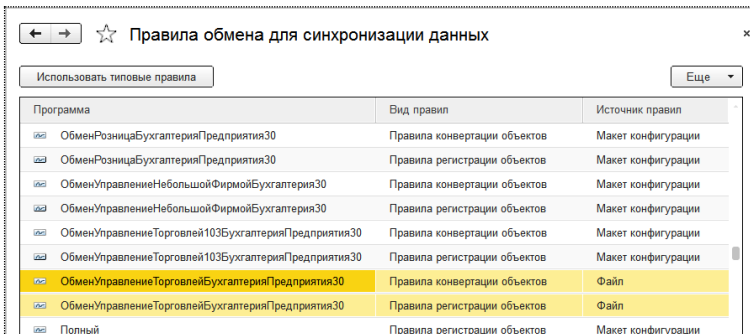 Правила обмена для синхронизации данных
Использовать типовые правила Еще
Программа Вид правил Источник правил
ОбменРозницаБухгалтерияПредприятия30 Правила конвертации объектов Макет конфигурации
ОбменРозницаБухгалтерияПредприятия30 Правила регистрации объектов Макет конфигурации
ОбменУправлениеНебольшойФирмойБухгалтерия30 Правила конвертации объектов Макет конфигурации
ОбменУправлениеНебольшойФирмойБухгалтерия30 Правила регистрации объектов Макет конфигурации
ОбменУправлениеТорговлей103БухгалтерияПредприятия30 Правила конвертации объектов Макет конфигурации
ОбменУправлениеТорговлей103БухгалтерияПредприятия30 Правила регистрации объектов Макет конфигурации
ОбменУправлениеТорговлейБухгалтерияПредприятия30 Правила конвертации объектов Файл
ОбменУправлениеТорговлейБухгалтерияПредприятия30 Правила регистрации объектов Файл
Полный Правила регистрации объектов Макет конфигурации